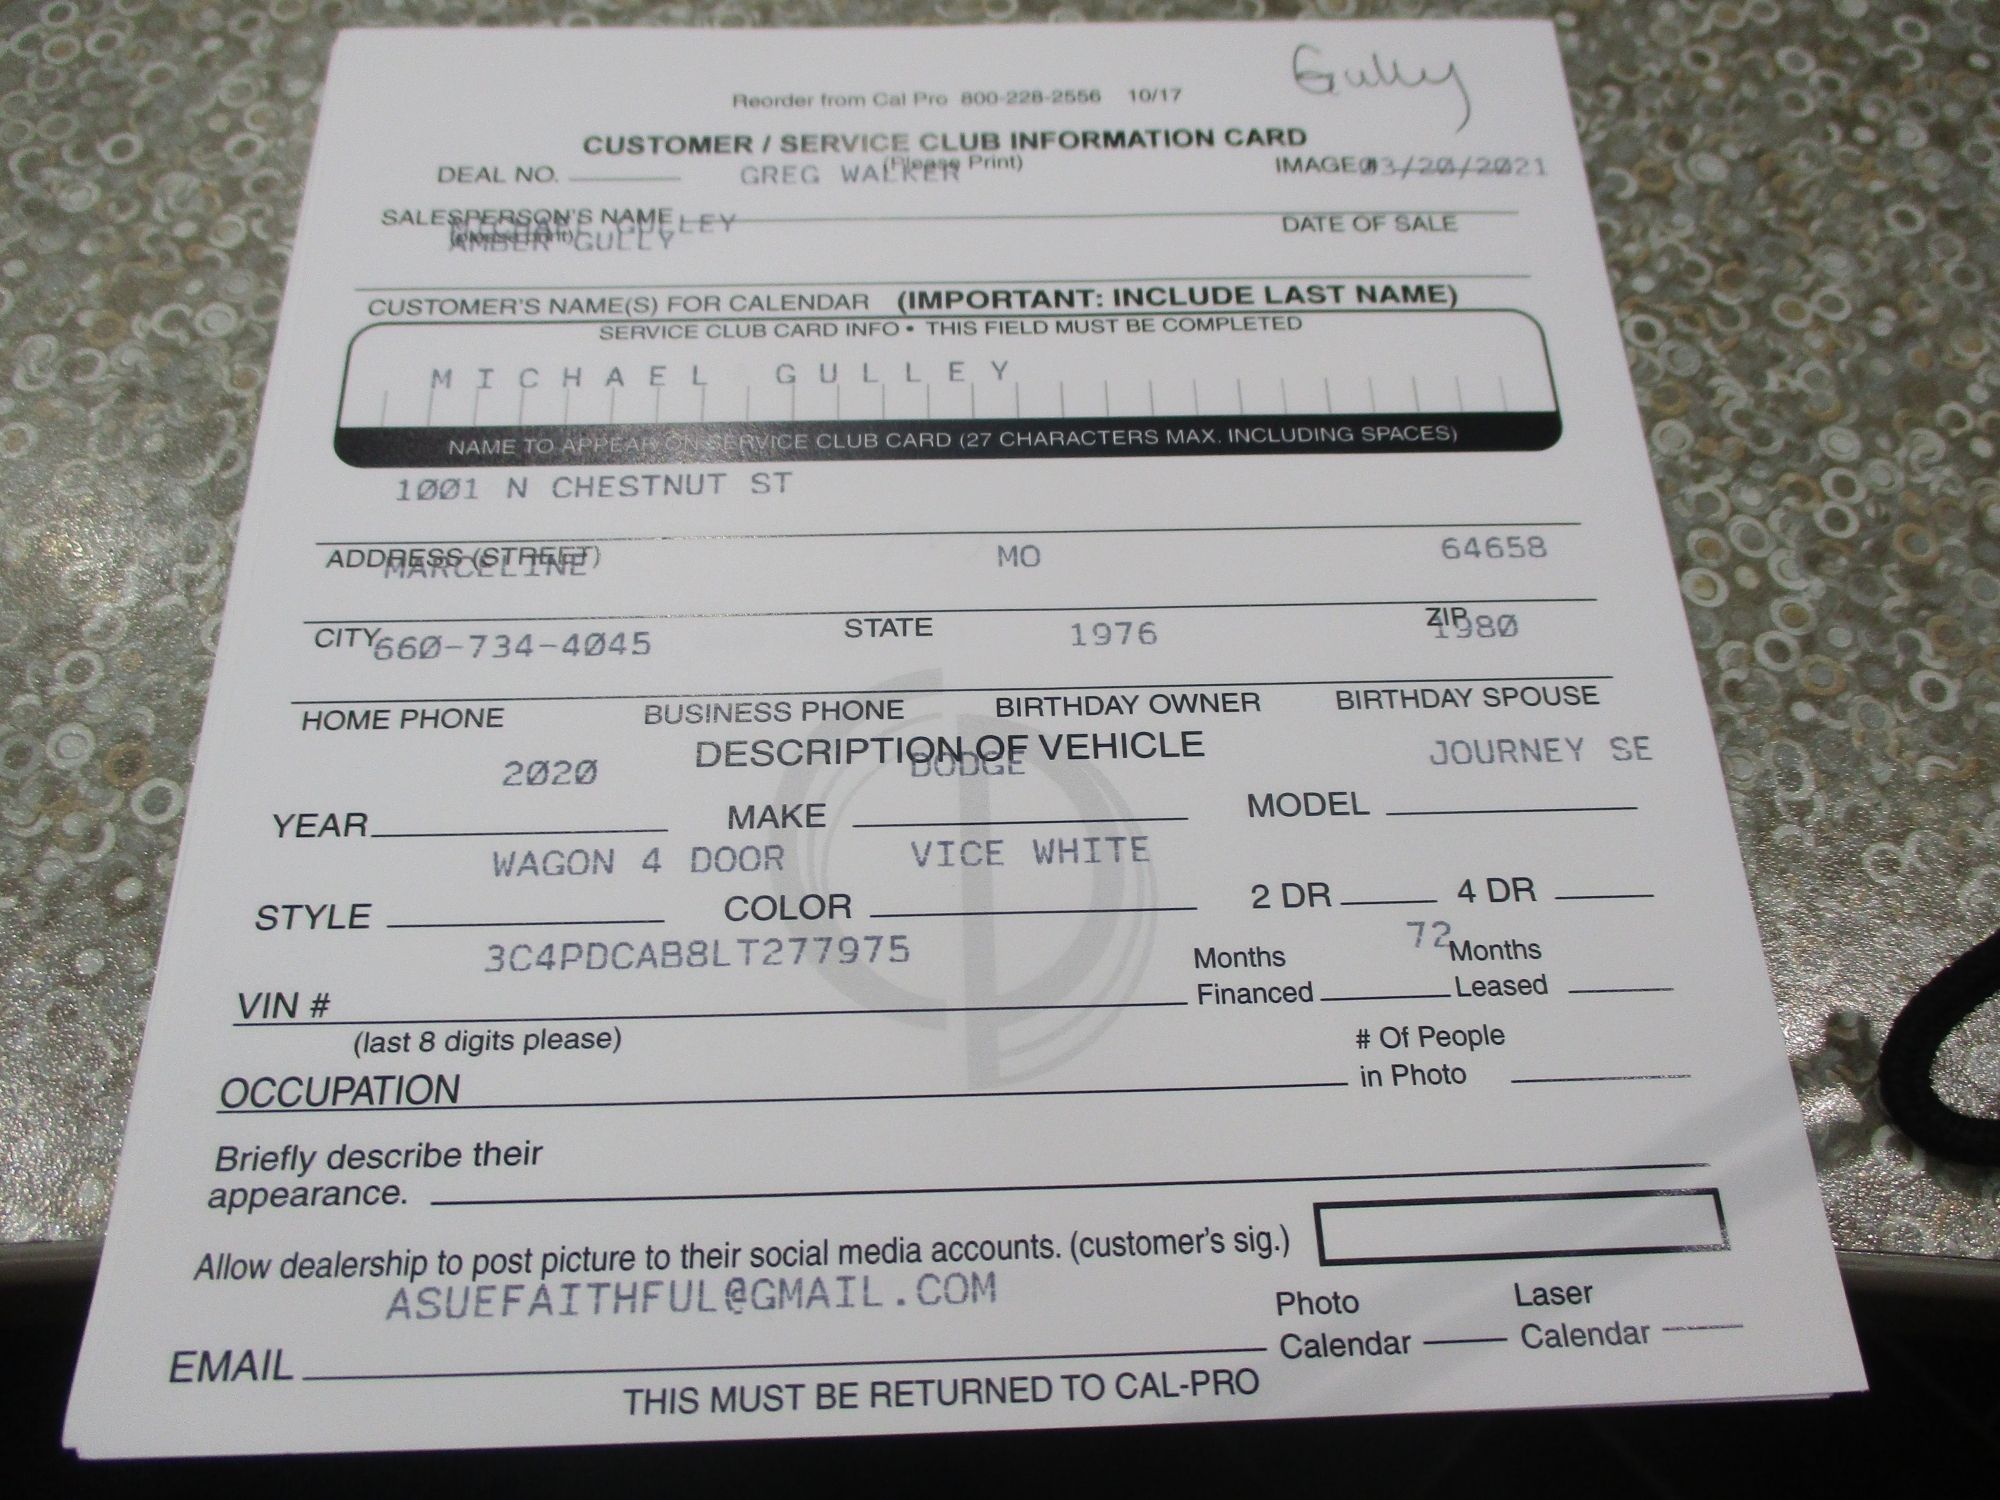 Gully
Reorder from Cal Pro 800-228-2556 10/17
CUSTOMER / SERVICE CLUB INFORMATION CARD
(Please Print)
DEAL NO. GREG WALKER IMAGE # 03/20/2021
SALESPERSON'S NAME DATE OF SALE
MICHAEL GULLEY
(please print)
AMBER GULLY
CUSTOMER'S NAME(S) FOR CALENDAR (IMPORTANT: INCLUDE LAST NAME)
SERVICE CLUB CARD INFO • THIS FIELD MUST BE COMPLETED
MICHAEL GULLEY
NAME TO APPEAR ON SERVICE CLUB CARD (27 CHARACTERS MAX. INCLUDING SPACES)
1001 N CHESTNUT ST
ADDRESS (STREET)
MARCELINE MO 64658
CITY STATE ZIP
660-734-4045 1976 1980
HOME PHONE BUSINESS PHONE BIRTHDAY OWNER BIRTHDAY SPOUSE
DESCRIPTION OF VEHICLE
2020 DODGE JOURNEY SE
YEAR MAKE MODEL
WAGON 4 DOOR VICE WHITE
STYLE COLOR 2 DR 4 DR
3C4PDCAB8LT277975 72
VIN # Months Financed Months Leased
(last 8 digits please) # Of People
OCCUPATION in Photo
Briefly describe their
appearance.
Allow dealership to post picture to their social media accounts. (customer's sig.)
ASUEFAITHFUL@GMAIL.COM
EMAIL Photo Calendar Laser Calendar
THIS MUST BE RETURNED TO CAL-PRO